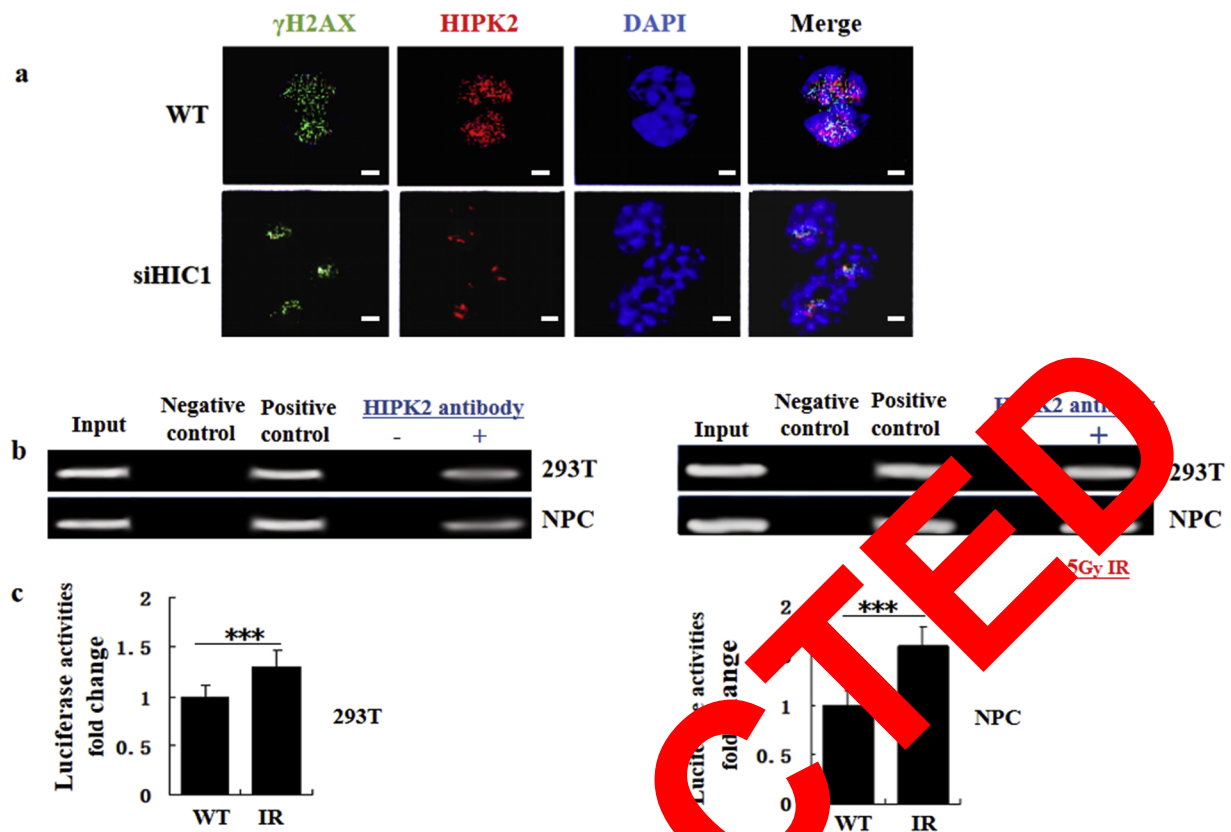 γH2AX HIPK2 DAPI Merge
a
WT
siHIC1
Input Negative control Positive control HIPK2 antibody
- +
b
293T
NPC
Input Negative control Positive control
+
293T
NPC
5Gy IR
c
Luciferase activities
fold change
2
1.5
1
0.5
0
***
WT IR
293T
2
1
0.5
0
***
WT IR
NPC
CTED